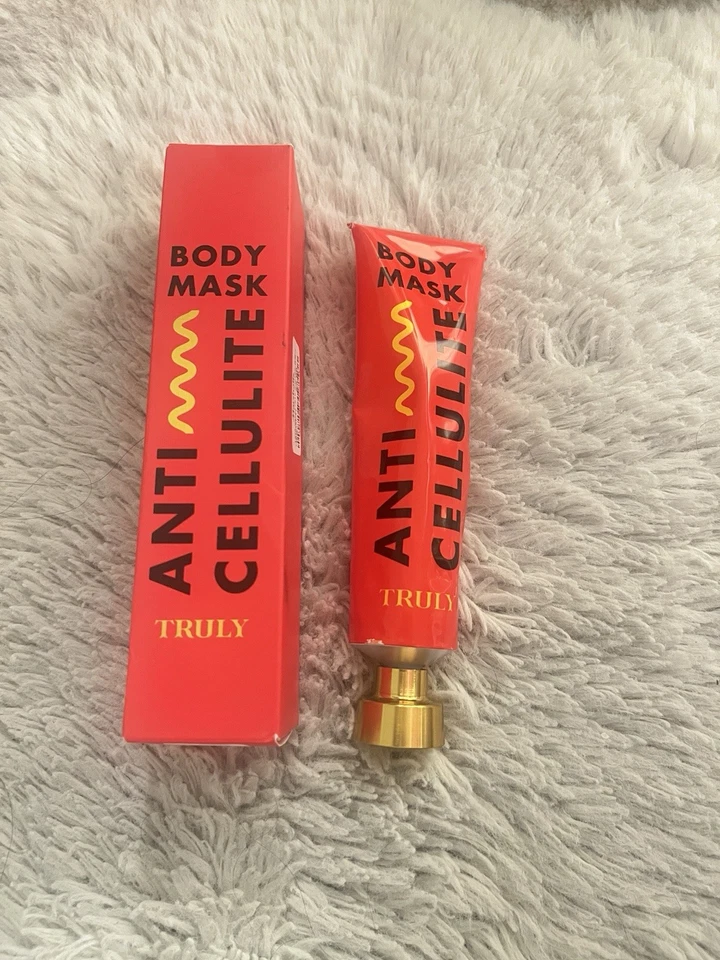 BODY
MASK
ANTI
CELLULITE
TRULY
BODY
MASK
ANTI
CELLULITE
TRULY